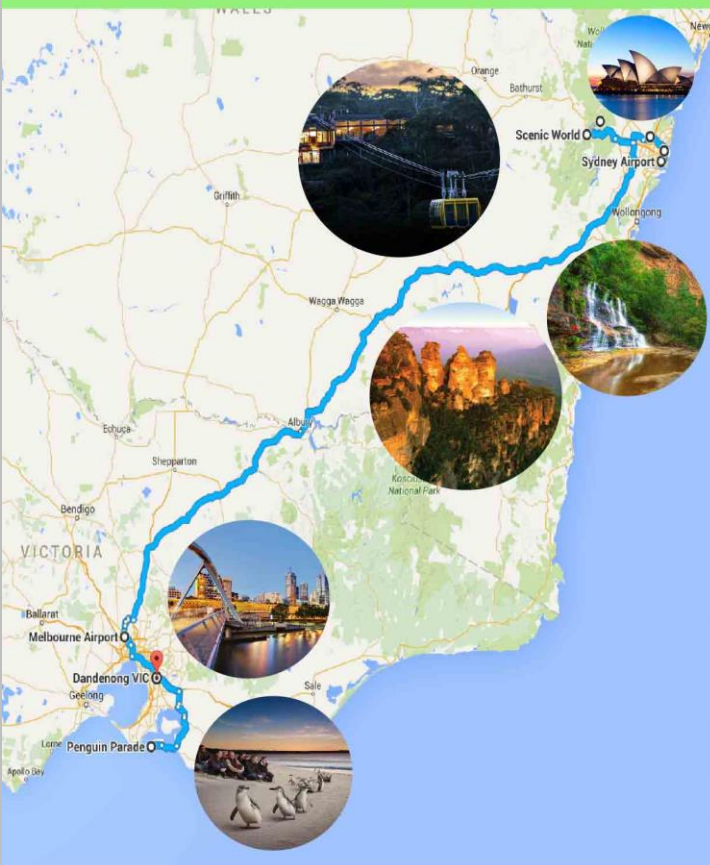 WALES
Orange
Bathurst
Scenic World
Sydney Airport
Griffith
Wollongong
Wagga Wagga
Albury
Echuca
Shepparton
National Park
Bendigo
VICTORIA
Ballarat
Melbourne Airport
Dandenong VIC
Geelong
Sale
Lorne
Penguin Parade
Apollo Bay